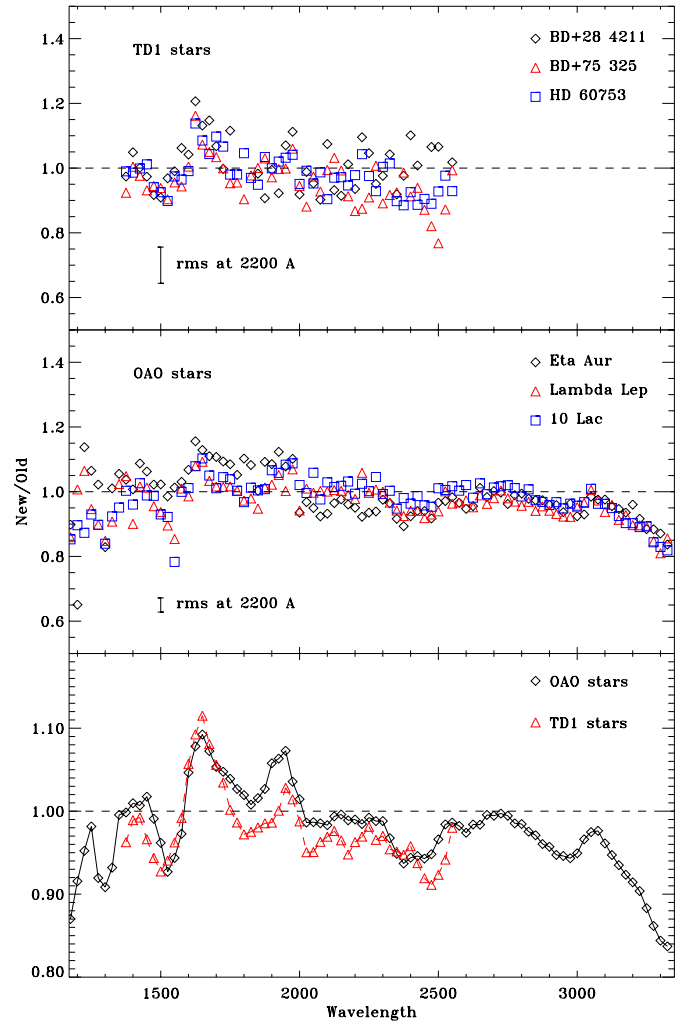 1.4
1.2
1.0
0.8
0.6
TD1 stars
BD+28 4211
BD+75 325
HD 60753
rms at 2200 A
1.4
1.2
1.0
0.8
0.6
New/Old
OAO stars
Eta Aur
Lambda Lep
10 Lac
rms at 2200 A
1.10
1.00
0.90
0.80
OAO stars
TD1 stars
1500
2000
2500
3000
Wavelength